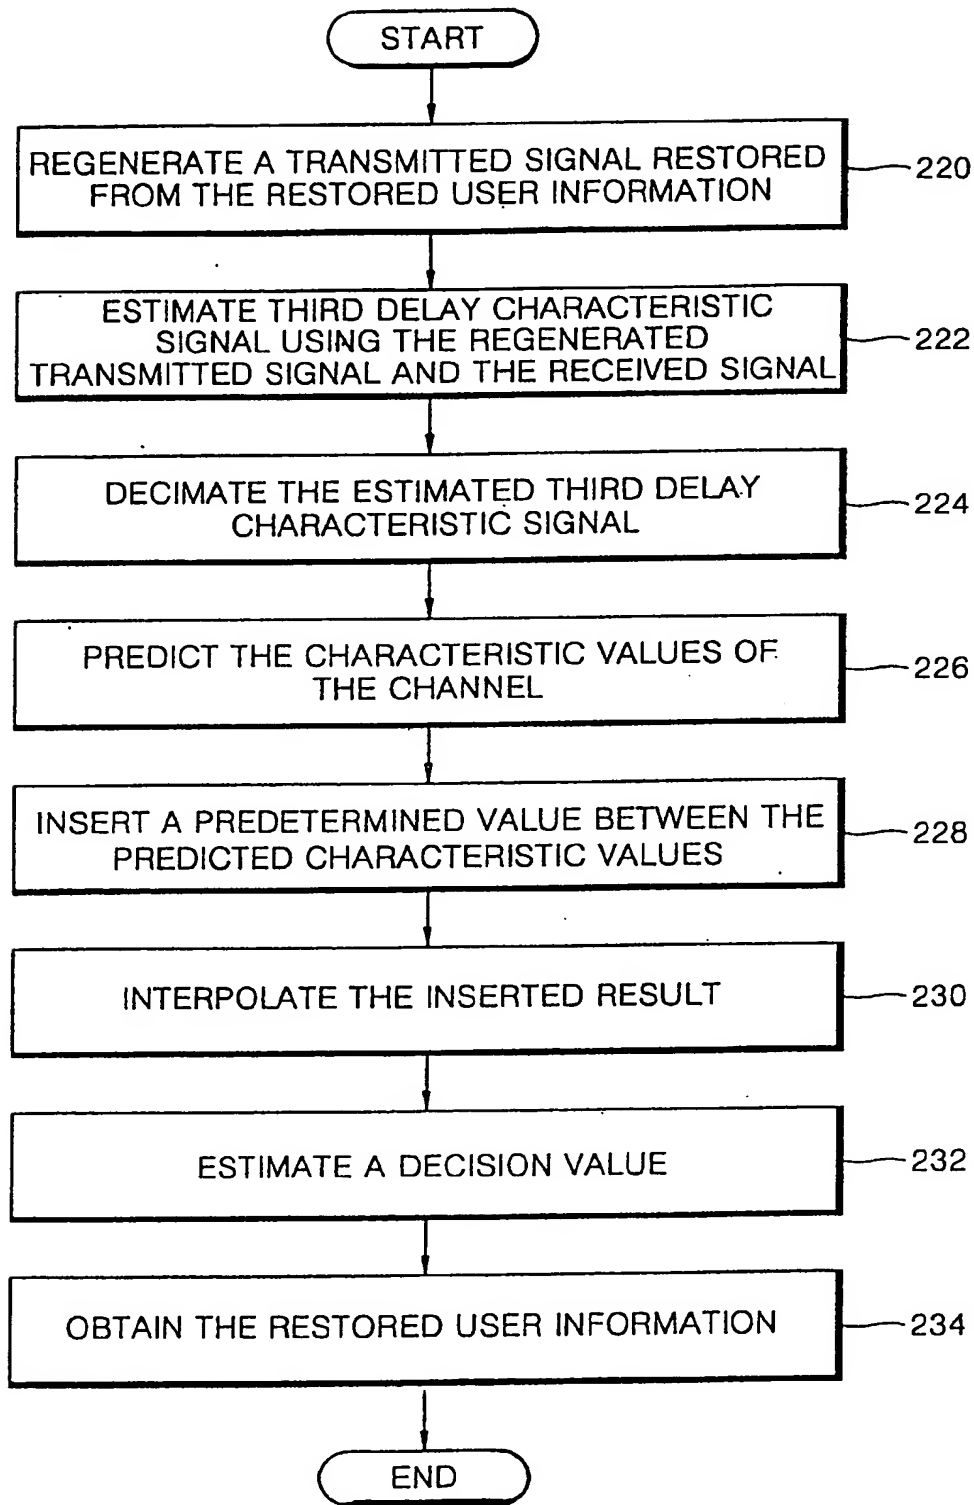 START
REGENERATE A TRANSMITTED SIGNAL RESTORED
FROM THE RESTORED USER INFORMATION
220
ESTIMATE THIRD DELAY CHARACTERISTIC
SIGNAL USING THE REGENERATED
TRANSMITTED SIGNAL AND THE RECEIVED SIGNAL
222
DECIMATE THE ESTIMATED THIRD DELAY
CHARACTERISTIC SIGNAL
224
PREDICT THE CHARACTERISTIC VALUES OF
THE CHANNEL
226
INSERT A PREDETERMINED VALUE BETWEEN THE
PREDICTED CHARACTERISTIC VALUES
228
INTERPOLATE THE INSERTED RESULT
230
ESTIMATE A DECISION VALUE
232
OBTAIN THE RESTORED USER INFORMATION
234
END